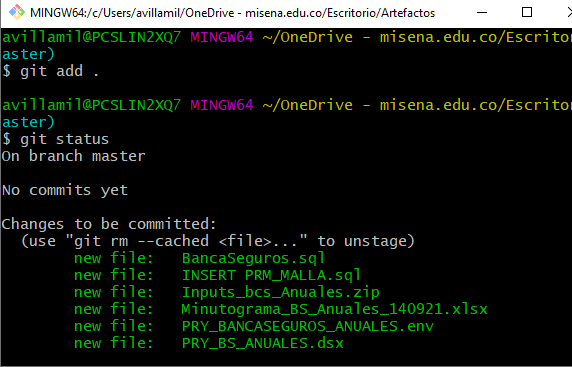 MINGW64:/c/Users/avillamil/OneDrive - misena.edu.co/Escritorio/Artefactos
avillamil@PCSLIN2XQ7 MINGW64 ~/OneDrive - misena.edu.co/Escrito
aster)
$ git add .
avillamil@PCSLIN2XQ7 MINGW64 ~/OneDrive - misena.edu.co/Escrito
aster)
$ git status
On branch master
No commits yet
Changes to be committed:
(use "git rm --cached <file>..." to unstage)
new file: BancaSeguros.sql
new file: INSERT PRM_MALLA.sql
new file: Inputs_bcs_Anuales.zip
new file: Minutograma_BS_Anuales_140921.xlsx
new file: PRY_BANCASEGUROS_ANUALES.env
new file: PRY_BS_ANUALES.dsx